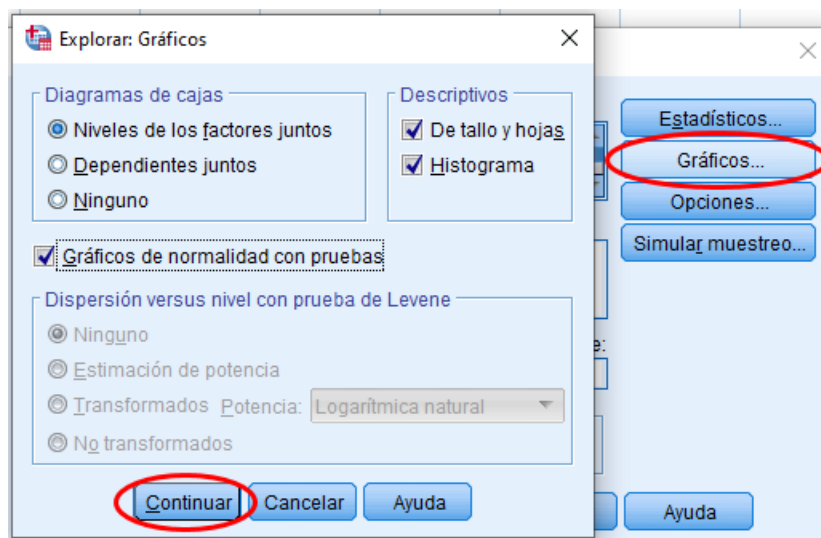 Explorar: Gráficos
Diagramas de cajas
Niveles de los factores juntos
Dependientes juntos
Ninguno
Descriptivos
De tallo y hojas
Histograma
Gráficos de normalidad con pruebas
Dispersión versus nivel con prueba de Levene
Ninguno
Estimación de potencia
Transformados Potencia: Logarítmica natural
No transformados
Continuar Cancelar Ayuda
Estadísticos...
Gráficos...
Opciones...
Simular muestreo...
e:
Ayuda